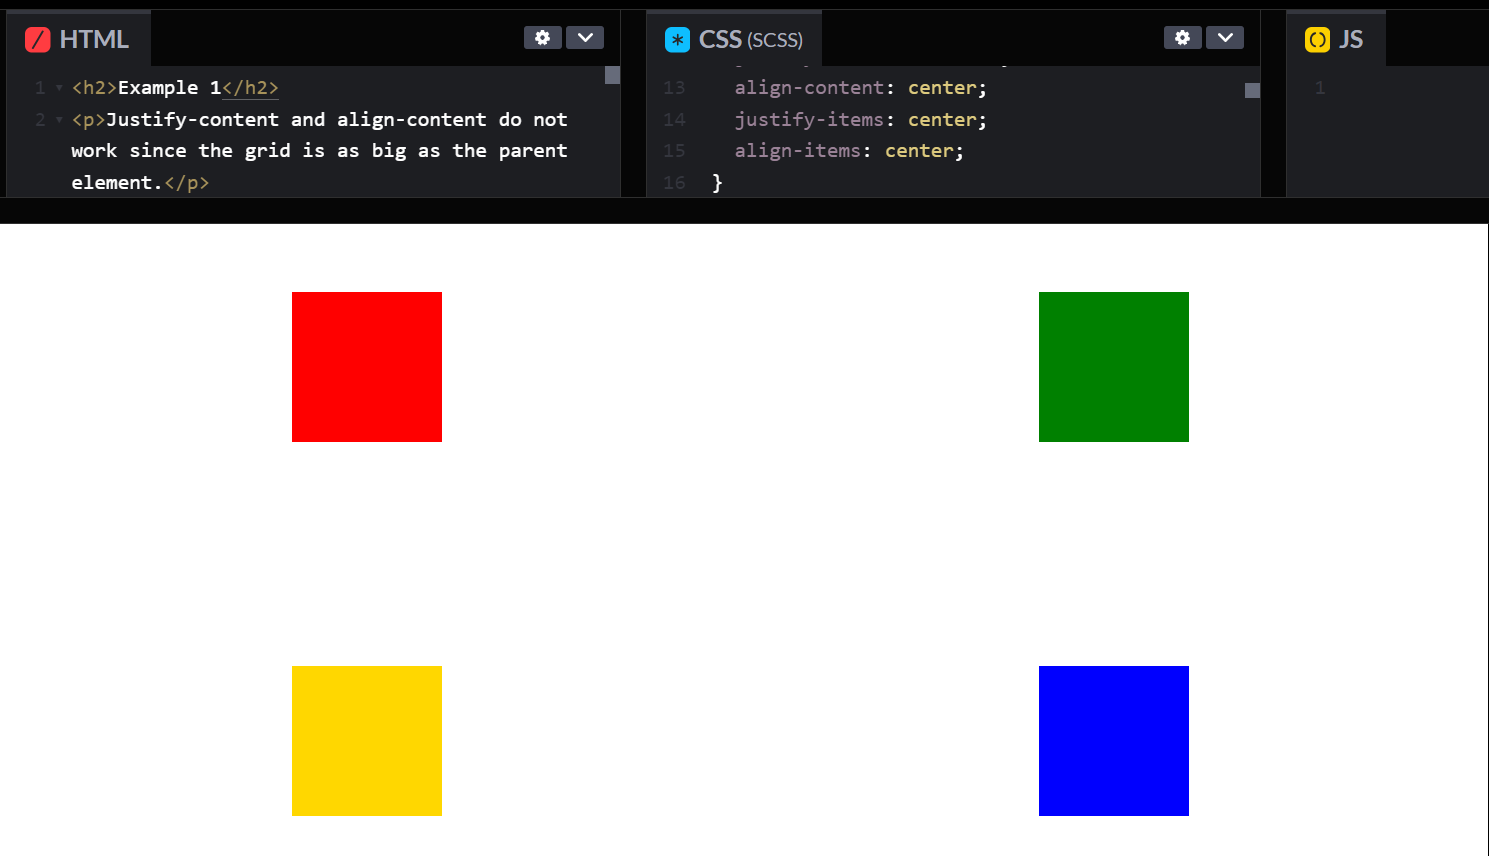 HTML
1 <h2>Example 1</h2>
2 <p>Justify-content and align-content do not
work since the grid is as big as the parent
element.</p>
CSS (SCSS)
13 align-content: center;
14 justify-items: center;
15 align-items: center;
16 }
JS
1